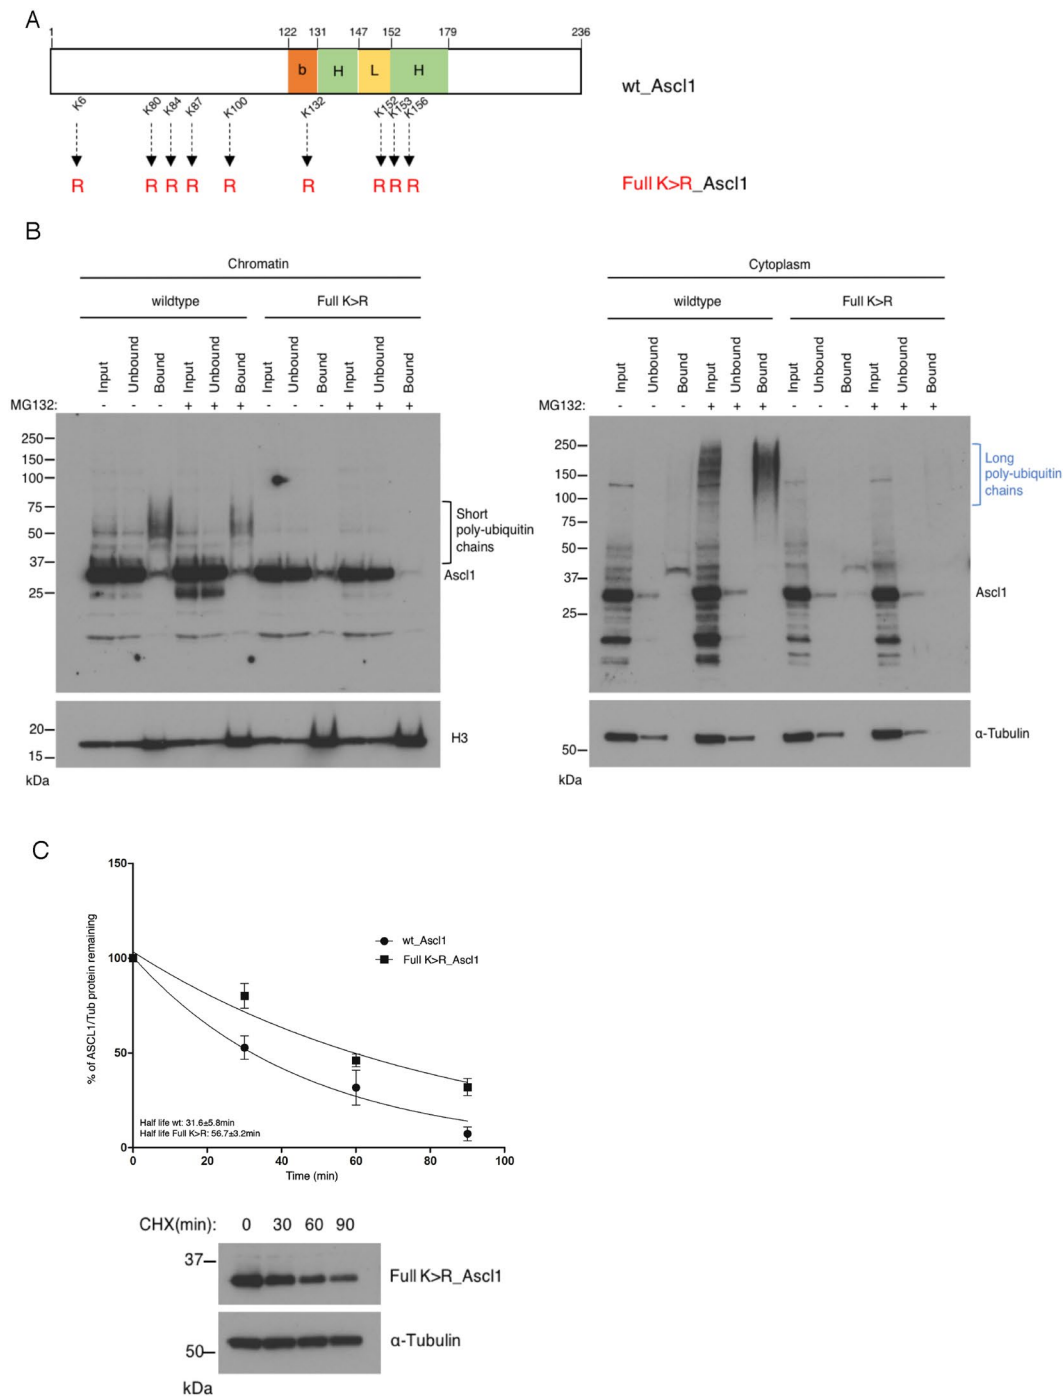 A
1 122 131 147 152 179 236
b H L H
wt_Ascl1
K6 K80 K84 K87 K100 K132 K152 K153 K156
R R R R R R R R R
Full K>R_Ascl1
B
Chromatin
wildtype Full K>R
Input Unbound Bound Input Unbound Bound Input Unbound Bound Input Unbound Bound
MG132: - - - + + + - - - + + +
250
150
100
75
50
37
25
Short
poly-ubiquitin
chains
Ascl1
20
15
H3
kDa
Cytoplasm
wildtype Full K>R
Input Unbound Bound Input Unbound Bound Input Unbound Bound Input Unbound Bound
MG132: - - - + + + - - - + + +
250
150
100
75
50
37
25
Long
poly-ubiquitin
chains
Ascl1
50
α-Tubulin
kDa
C
% of ASCL1/Tub protein remaining
150
100
50
0
wt_Ascl1
Full K>R_Ascl1
Half life wt: 31.6±5.8min
Half life Full K>R: 56.7±3.2min
0 20 40 60 80 100
Time (min)
CHX(min): 0 30 60 90
37
Full K>R_Ascl1
α-Tubulin
50
kDa